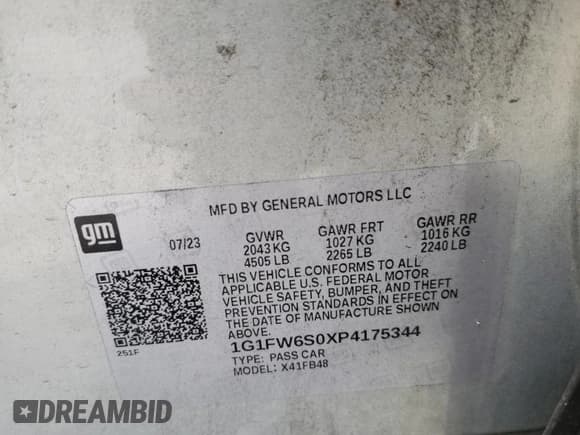 MFD BY GENERAL MOTORS LLC
gm
07/23
GVWR GAWR FRT GAWR RR
2043 KG 1027 KG 1016 KG
4505 LB 2265 LB 2240 LB
THIS VEHICLE CONFORMS TO ALL
APPLICABLE U.S. FEDERAL MOTOR
VEHICLE SAFETY, BUMPER, AND THEFT
PREVENTION STANDARDS IN EFFECT ON
THE DATE OF MANUFACTURE SHOWN
ABOVE.
1G1FW6S0XP4175344
TYPE: PASS CAR
MODEL: X41FB48
251F
DREAMBID